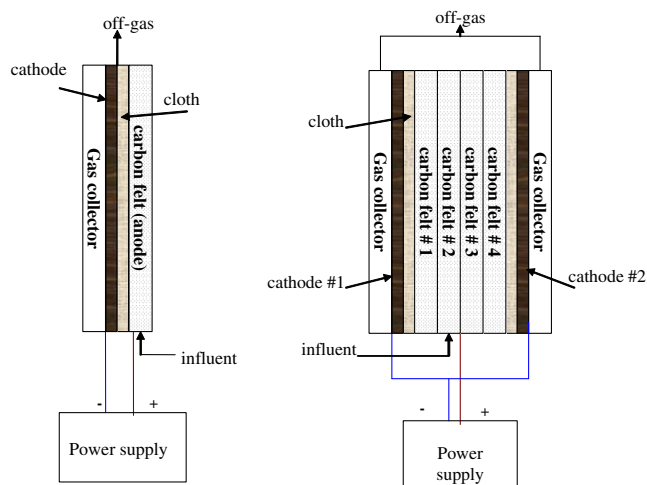 off-gas
cathode
cloth
Gas collector
carbon felt (anode)
influent
-
+
Power supply
off-gas
cloth
Gas collector
carbon felt # 1
carbon felt # 2
carbon felt # 3
carbon felt # 4
Gas collector
cathode #1
cathode #2
influent
-
+
Power
supply